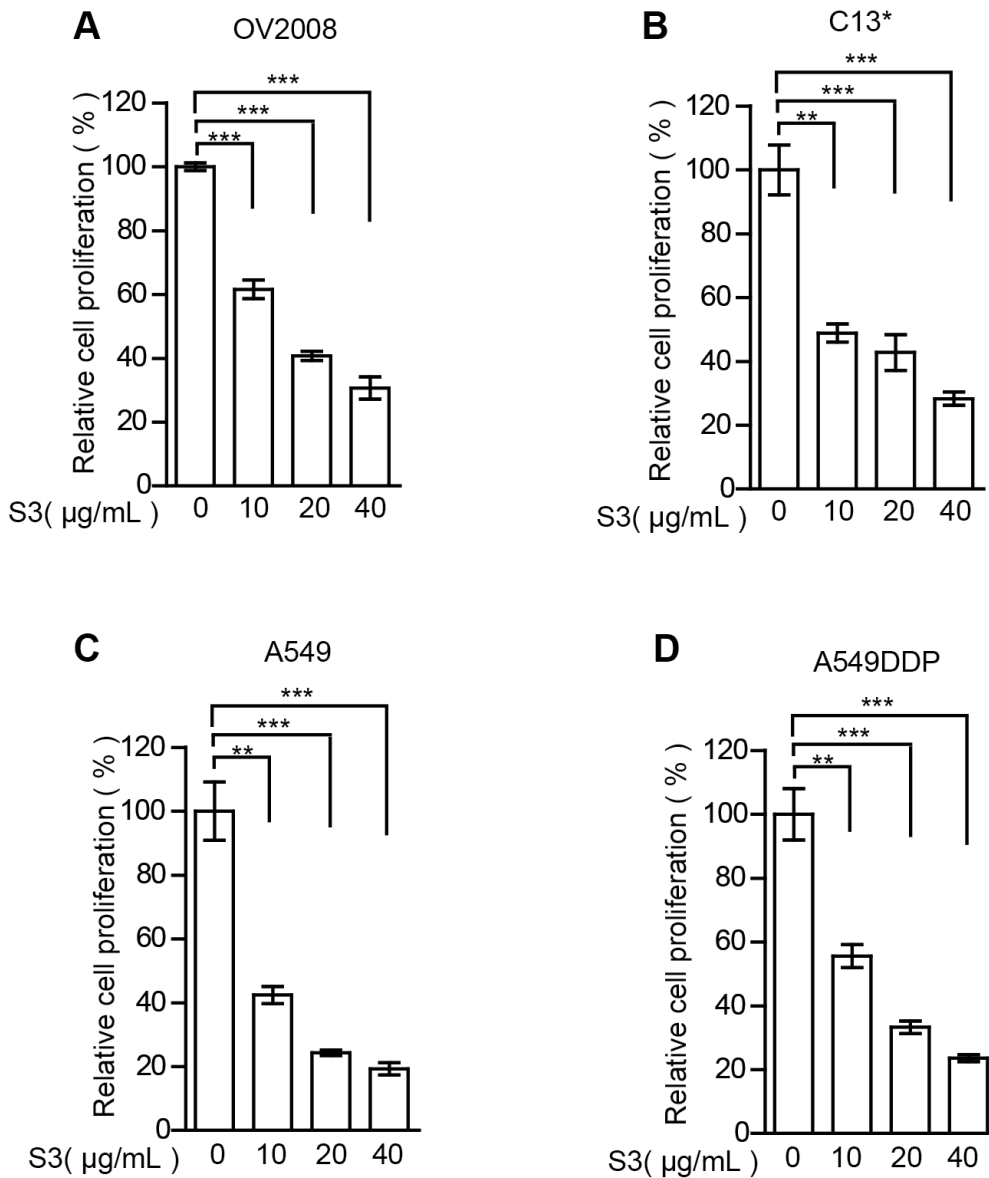 A
OV2008
***
***
***
120
100
80
60
40
20
0
Relative cell proliferation ( % )
S3( µg/mL )
0 10 20 40
B
C13*
***
***
**
120
100
80
60
40
20
0
Relative cell proliferation ( % )
S3( µg/mL )
0 10 20 40
C
A549
***
***
**
120
100
80
60
40
20
0
Relative cell proliferation ( % )
S3( µg/mL )
0 10 20 40
D
A549DDP
***
***
**
120
100
80
60
40
20
0
Relative cell proliferation ( % )
S3( µg/mL )
0 10 20 40